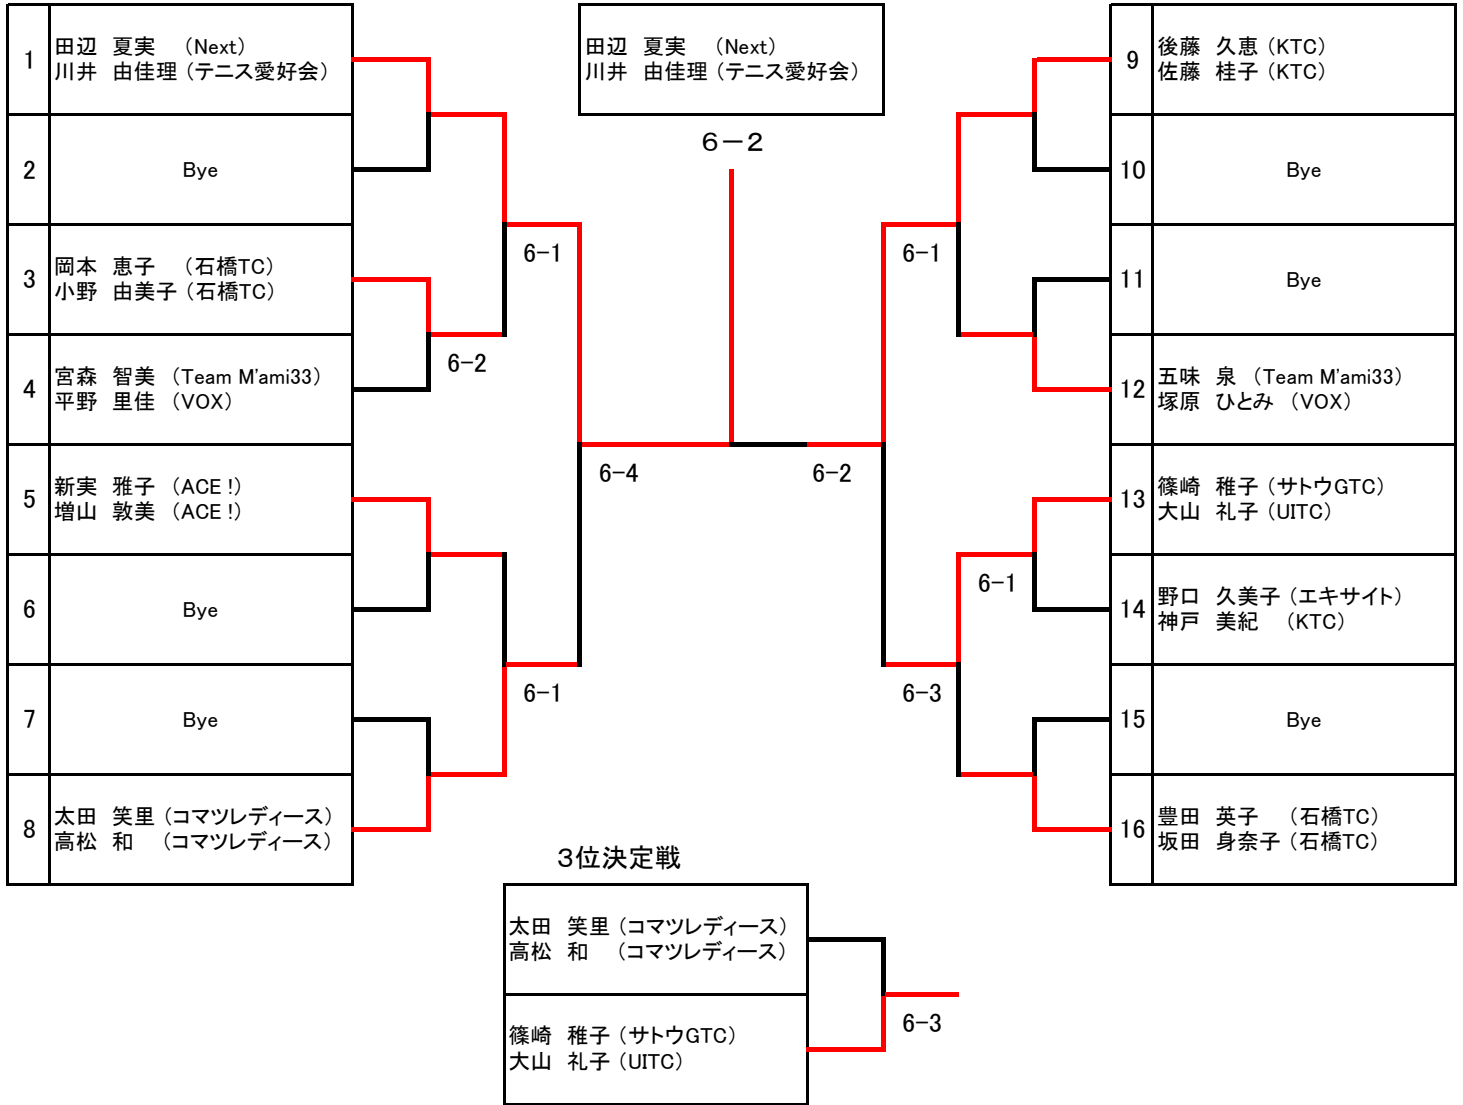 1
田辺　夏実　（Next）
川井　由佳理（テニス愛好会）
2
Bye
3
岡本　恵子　（石橋TC）
小野　由美子（石橋TC）
4
宮森　智美　（Team M'ami33）
平野　里佳　（VOX）
5
新実　雅子　（ACE！）
増山　敦美　（ACE！）
6
Bye
7
Bye
8
太田　笑里（コマツレディース）
高松　和　（コマツレディース）
6-2
6-1
6-1
6-4
田辺　夏実　（Next）
川井　由佳理（テニス愛好会）
６－２
6-2
6-1
6-3
6-1
9
後藤　久恵（KTC）
佐藤　桂子（KTC）
10
Bye
11
Bye
12
五味　泉　（Team M'ami33）
塚原　ひとみ　（VOX）
13
篠崎　稚子（サトウGTC）
大山　礼子（UITC）
14
野口　久美子（エキサイト）
神戸　美紀　（KTC）
15
Bye
16
豊田　英子　（石橋TC）
坂田　身奈子（石橋TC）
３位決定戦
太田　笑里（コマツレディース）
高松　和　（コマツレディース）
篠崎　稚子（サトウGTC）
大山　礼子（UITC）
6-3